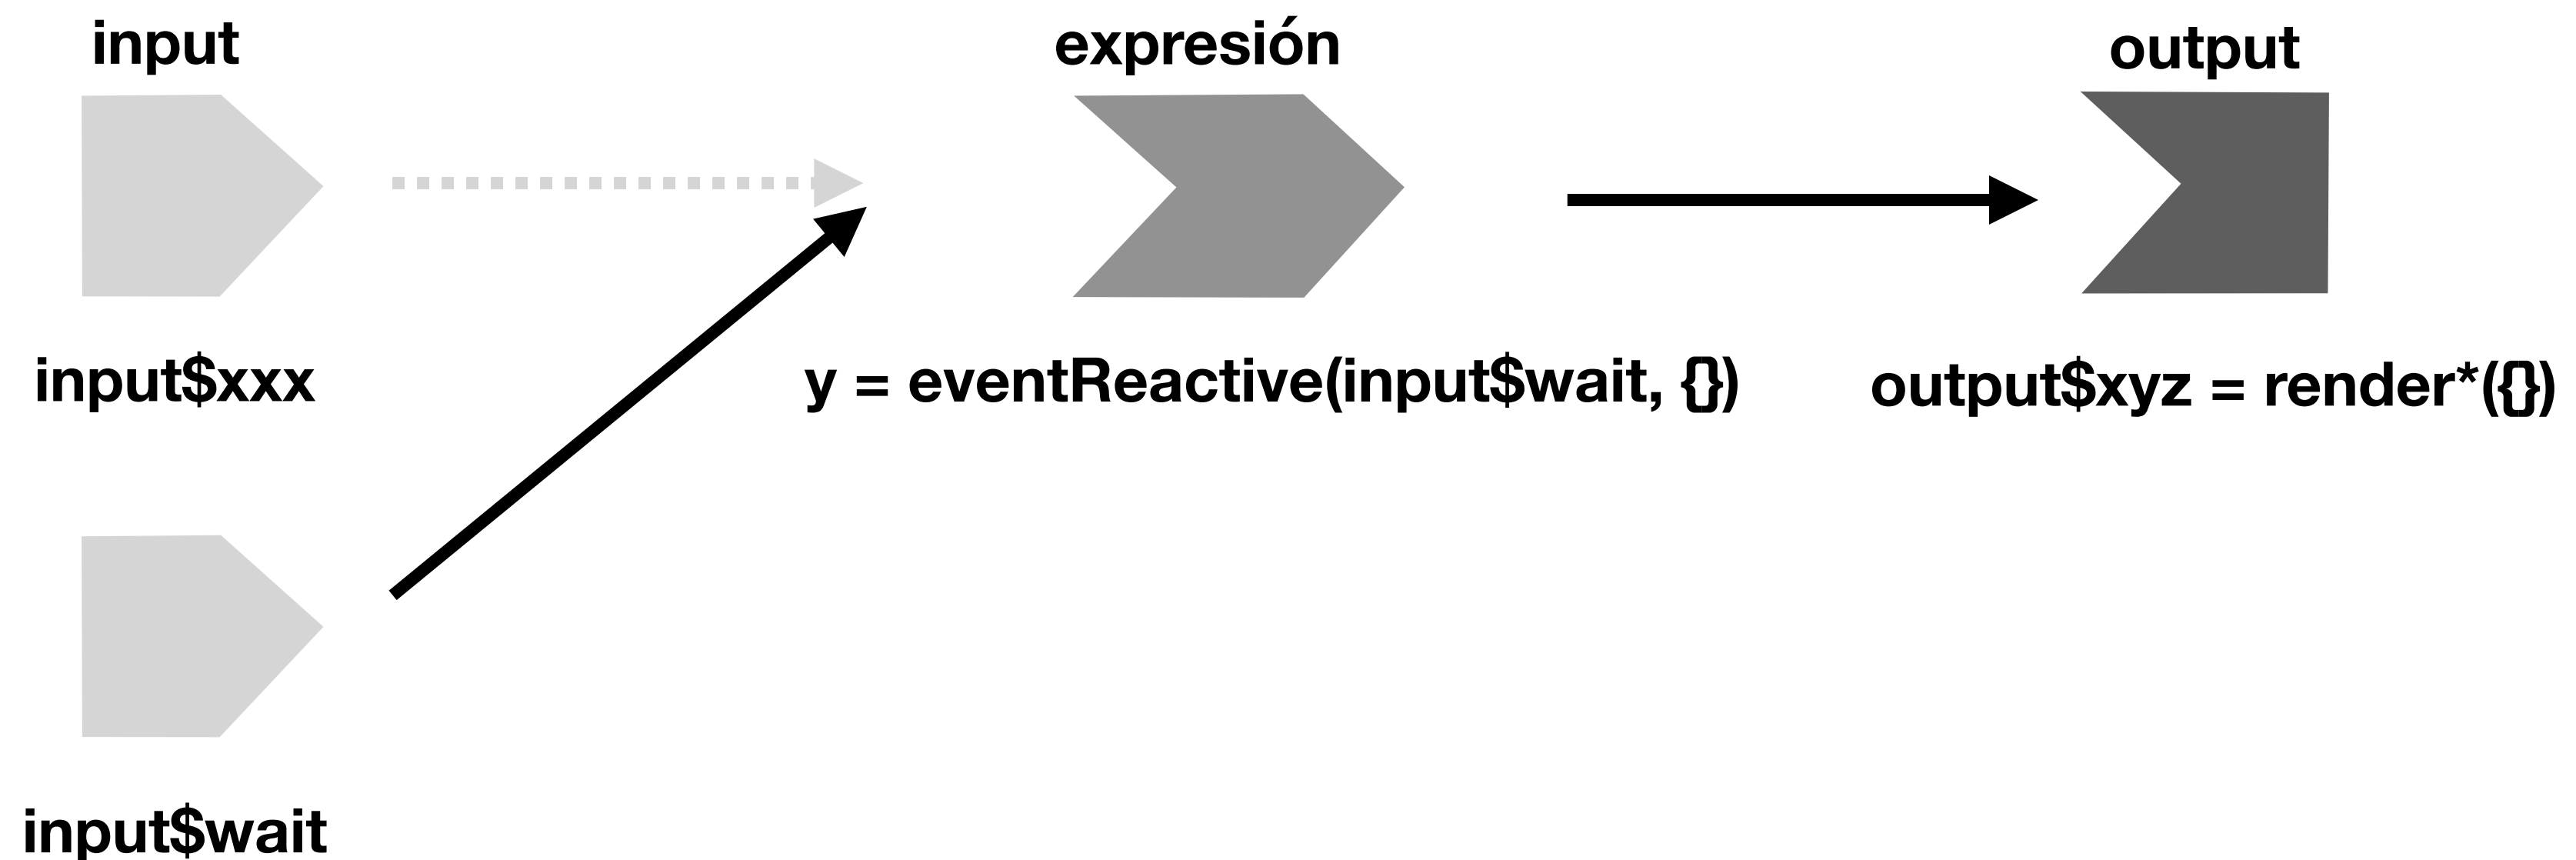 input
expresión
output
input$xxx
y = eventReactive(input$wait, {})
output$xyz = render*({})
input$wait